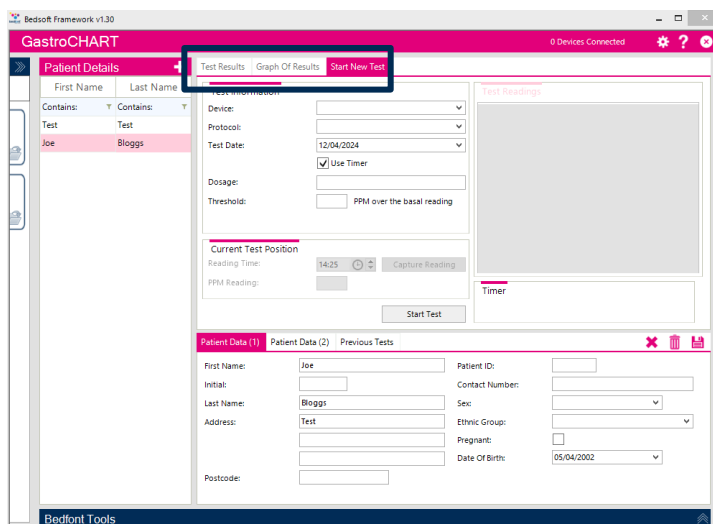 Bedsoft Framework v1.30
GastroCHART
0 Devices Connected
Patient Details
First Name Last Name
Contains: Contains:
Test Test
Joe Bloggs
Test Results Graph Of Results Start New Test
Test Information
Device:
Protocol:
Test Date: 12/04/2024
Use Timer
Dosage:
Threshold: PPM over the basal reading
Current Test Position
Reading Time: 14:25 Capture Reading
PPM Reading:
Start Test
Test Readings
Timer
Patient Data (1) Patient Data (2) Previous Tests
First Name: Joe Patient ID:
Initial: Contact Number:
Last Name: Bloggs Sex:
Address: Test Ethnic Group:
Pregnant:
Date Of Birth: 05/04/2002
Postcode:
Bedfont Tools